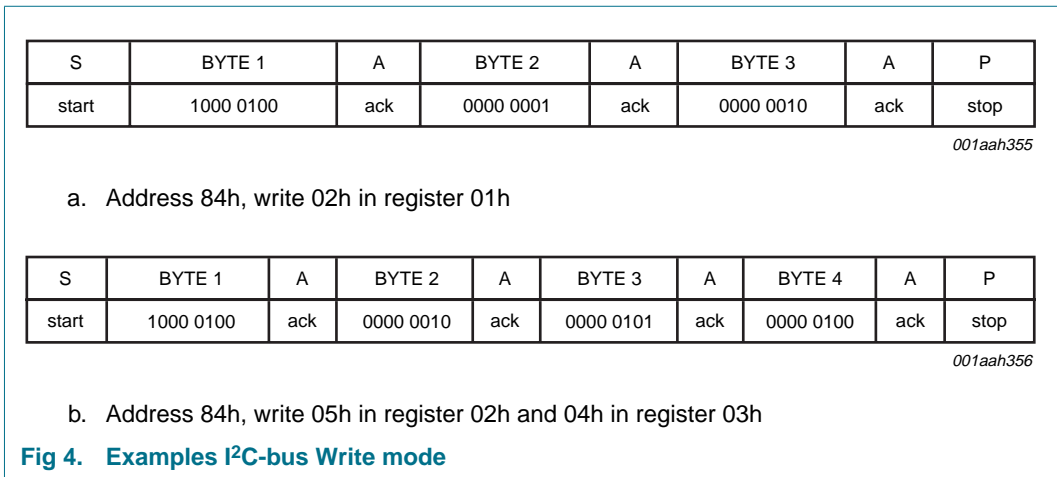 S BYTE 1 A BYTE 2 A BYTE 3 A P
start 1000 0100 ack 0000 0001 ack 0000 0010 ack stop
001aah355
a. Address 84h, write 02h in register 01h
S BYTE 1 A BYTE 2 A BYTE 3 A BYTE 4 A P
start 1000 0100 ack 0000 0010 ack 0000 0101 ack 0000 0100 ack stop
001aah356
b. Address 84h, write 05h in register 02h and 04h in register 03h
Fig 4. Examples I²C-bus Write mode